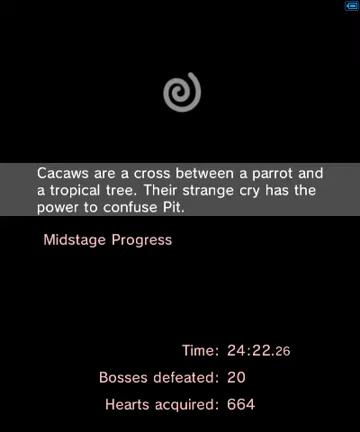 Cacaws are a cross between a parrot and
a tropical tree. Their strange cry has the
power to confuse Pit.
Midstage Progress
Time: 24:22.26
Bosses defeated: 20
Hearts acquired: 664